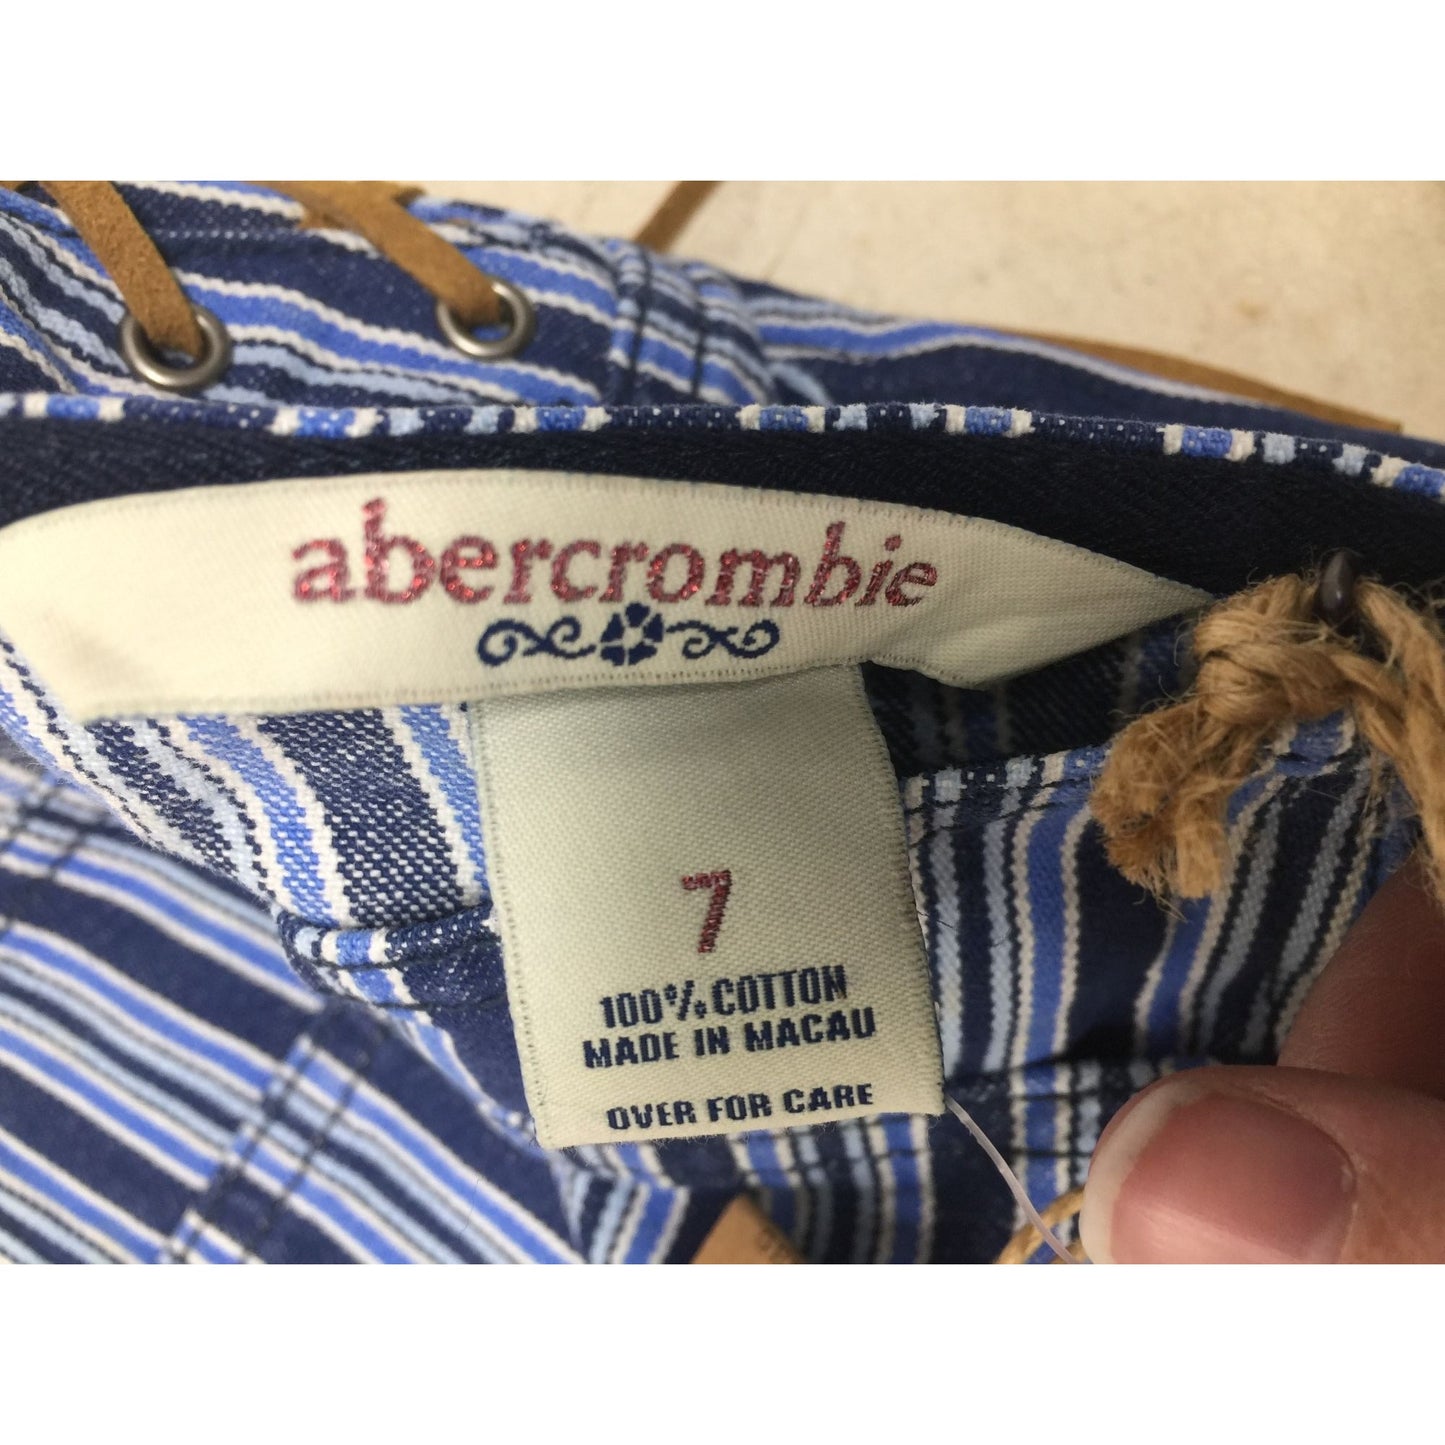 abercrombie
7
100% COTTON
MADE IN MACAU
OVER FOR CARE